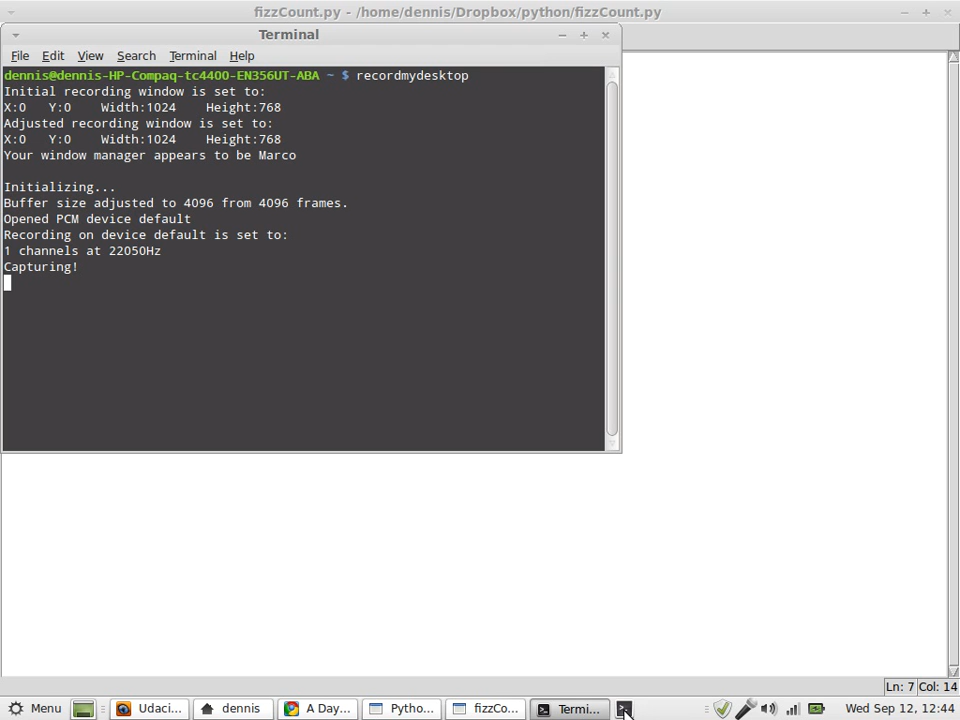 fizzCount.py - /home/dennis/Dropbox/python/fizzCount.py
Terminal
File Edit View Search Terminal Help
dennis@dennis-HP-Compaq-tc4400-EN356UT-ABA ~ $ recordmydesktop
Initial recording window is set to:
X:0 Y:0 Width:1024 Height:768
Adjusted recording window is set to:
X:0 Y:0 Width:1024 Height:768
Your window manager appears to be Marco
Initializing...
Buffer size adjusted to 4096 from 4096 frames.
Opened PCM device default
Recording on device default is set to:
1 channels at 22050Hz
Capturing!
Ln: 7 Col: 14
Menu Udaci... dennis A Day... Pytho... fizzCo... Termi... Wed Sep 12, 12:44